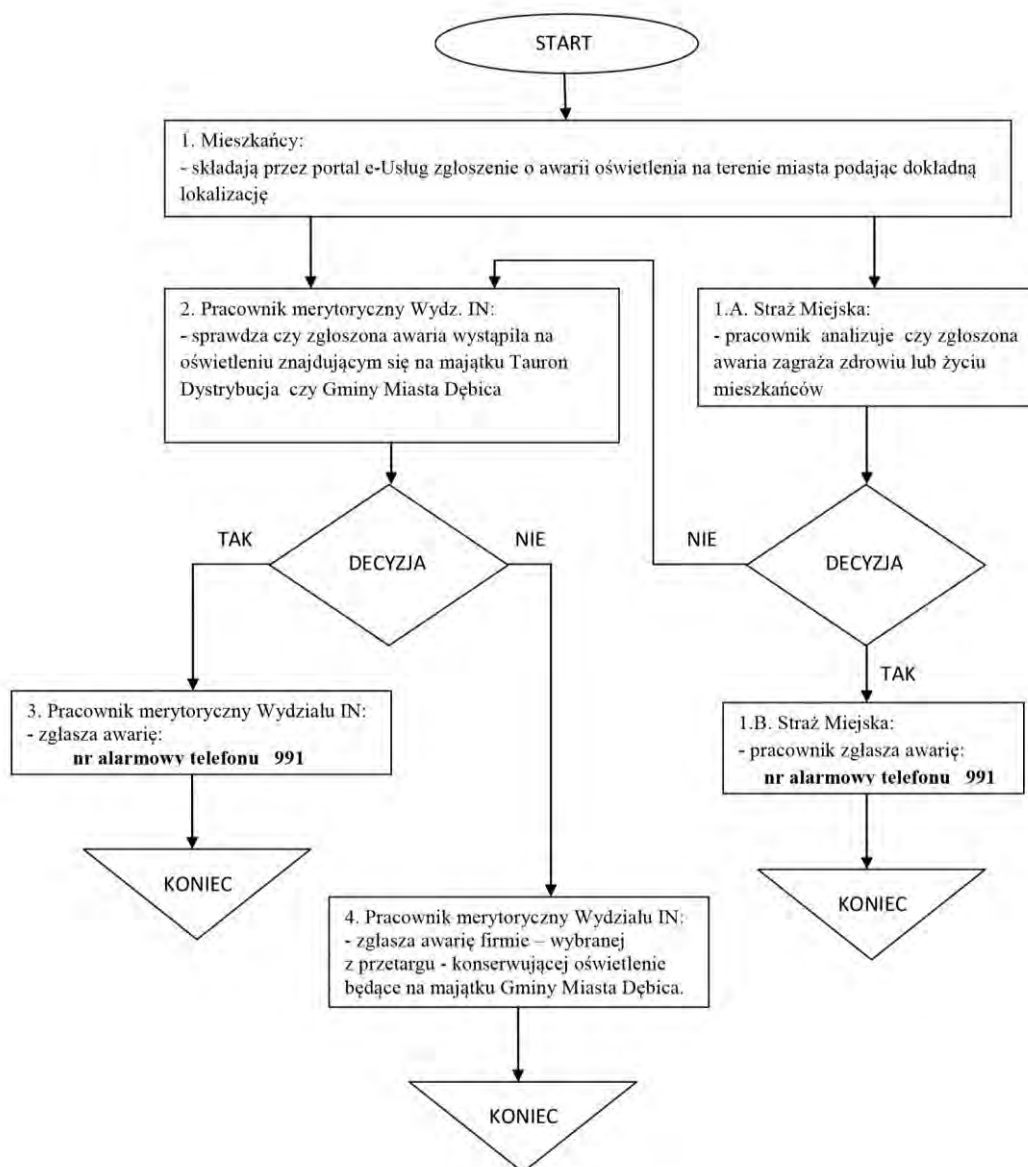 START
1. Mieszkańcy:
- składają przez portal e-Usług zgłoszenie o awarii oświetlenia na terenie miasta podając dokładną
lokalizację
2. Pracownik merytoryczny Wydz. IN:
- sprawdza czy zgłoszona awaria wystąpiła na
oświetleniu znajdującym się na majątku Tauron
Dystrybucja czy Gminy Miasta Dębica
1.A. Straż Miejska:
- pracownik analizuje czy zgłoszona
awaria zagraża zdrowiu lub życiu
mieszkańców
TAK
DECYZJA
NIE
NIE
DECYZJA
TAK
3. Pracownik merytoryczny Wydziału IN:
- zgłasza awarię:
nr alarmowy telefonu 991
1.B. Straż Miejska:
- pracownik zgłasza awarię:
nr alarmowy telefonu 991
KONIEC
KONIEC
4. Pracownik merytoryczny Wydziału IN:
- zgłasza awarię firmie – wybranej
z przetargu - konserwującej oświetlenie
będące na majątku Gminy Miasta Dębica.
KONIEC